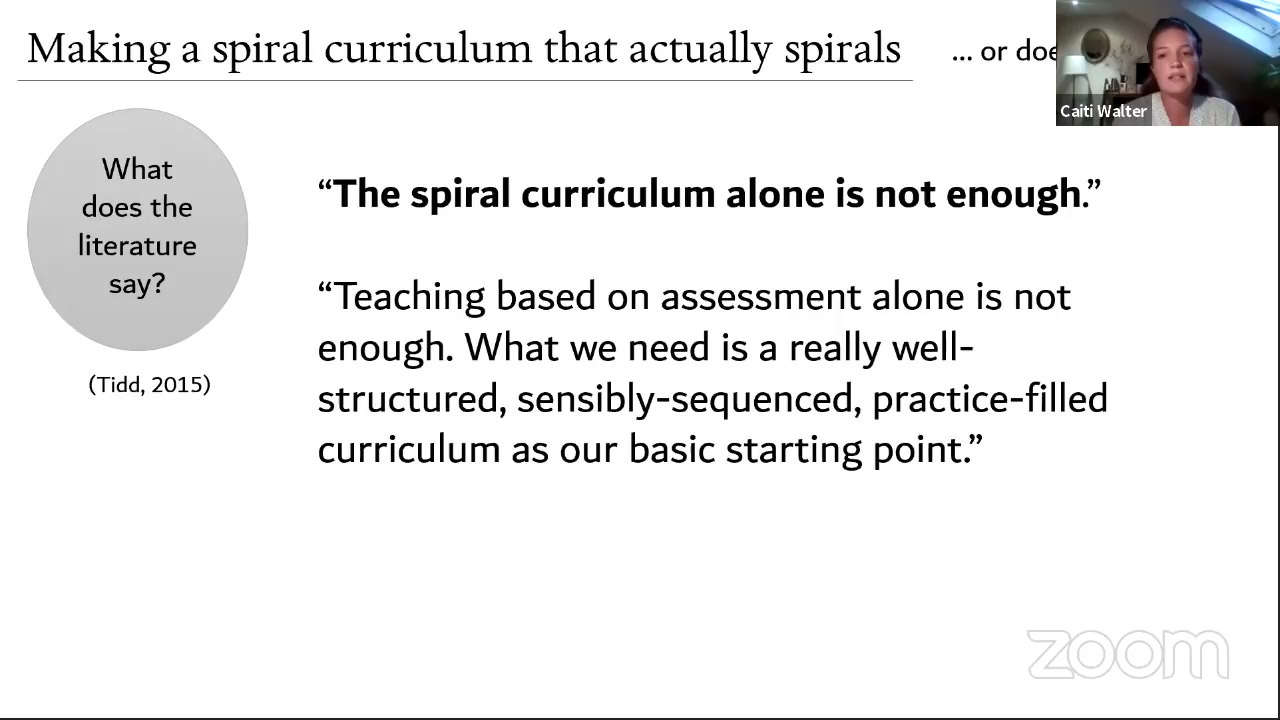 Making a spiral curriculum that actually spirals
... or doe
Caiti Walter
What
does the
literature
say?
(Tidd, 2015)
“The spiral curriculum alone is not enough.”
“Teaching based on assessment alone is not
enough. What we need is a really well-
structured, sensibly-sequenced, practice-filled
curriculum as our basic starting point.”
zoom